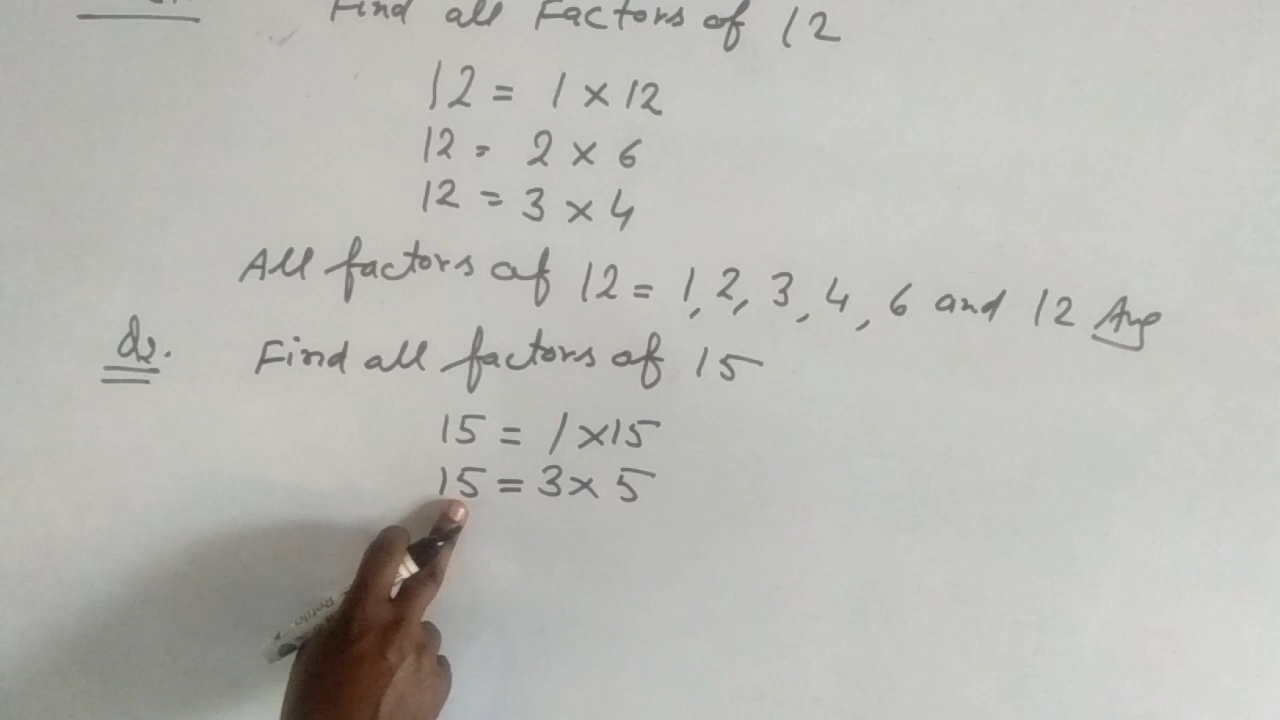 Find all Factors of 12
12 = 1 × 12
12 = 2 × 6
12 = 3 × 4
All factors of 12 = 1, 2, 3, 4, 6 and 12 Ans
Q2. Find all factors of 15
15 = 1 × 15
15 = 3 × 5